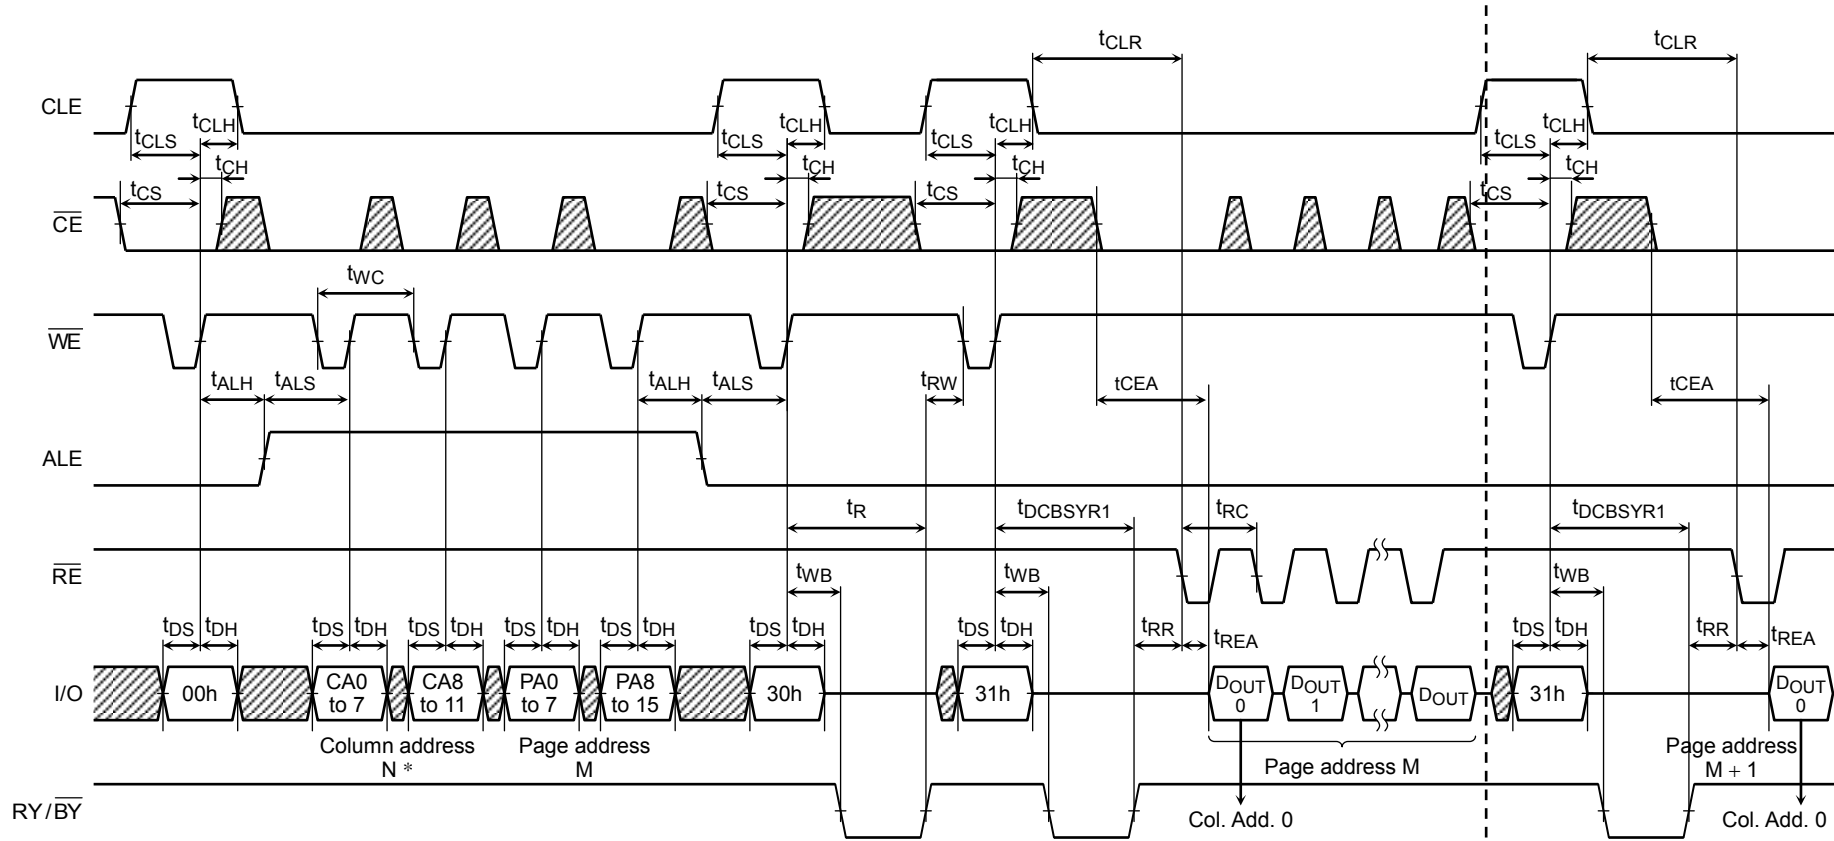 tCLR tCLR
CLE
tCLS tCLH tCLS tCLH tCLS tCLH tCLS tCLH
tCH tCH tCH tCH
CE tCS tCS tCS tCS
tWC
WE
tALH tALS tALH tALS tRW tCEA tCEA
ALE
tR tDCBSYR1 tRC tDCBSYR1
RE
tWB tWB tWB
tDS tDH tDS tDH tDS tDH tDS tDH tDS tDH tDS tDH tDS tDH tRR tREA tDS tDH tRR tREA
I/O 00h CA0 to 7 CA8 to 11 PA0 to 7 PA8 to 15 30h 31h DOUT 0 DOUT 1 DOUT 31h DOUT 0
Column address N * Page address M
Page address M
Page address M + 1
RY/BY
Col. Add. 0 Col. Add. 0